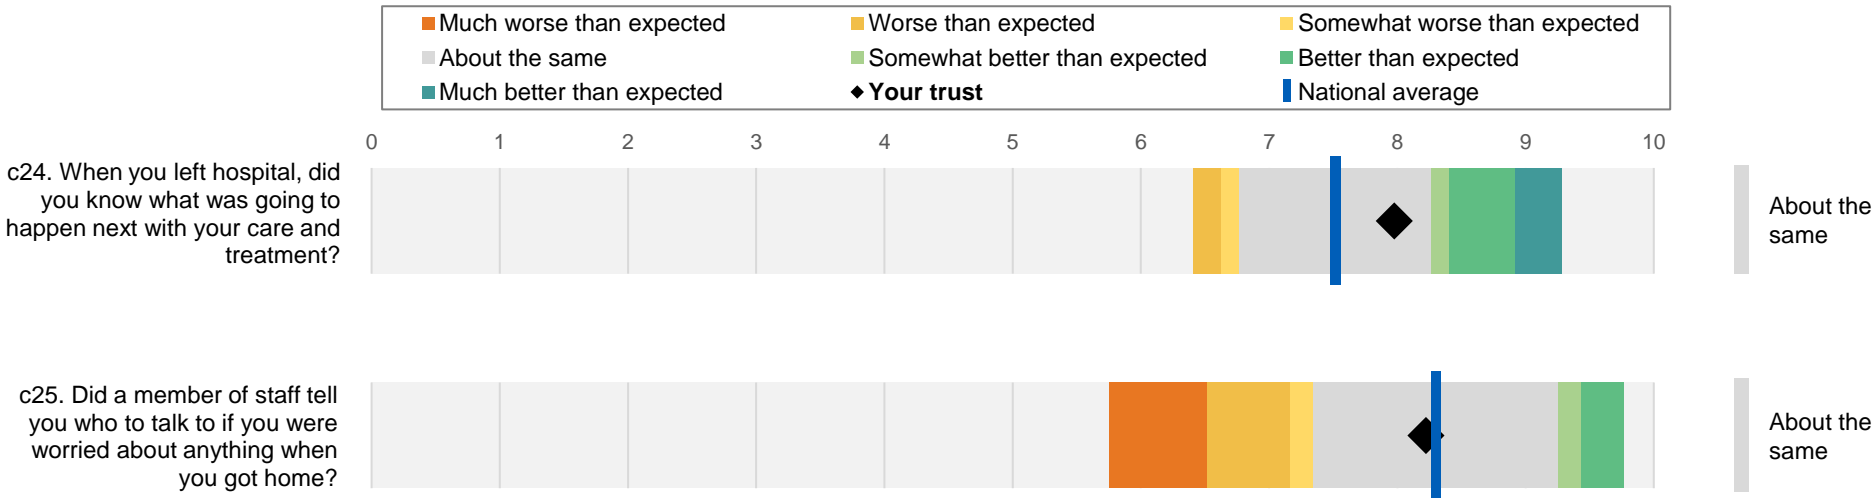 Much worse than expected
Worse than expected
Somewhat worse than expected
About the same
Somewhat better than expected
Better than expected
Much better than expected
Your trust
National average
0 1 2 3 4 5 6 7 8 9 10
c24. When you left hospital, did
you know what was going to
happen next with your care and
treatment?
About the
same
c25. Did a member of staff tell
you who to talk to if you were
worried about anything when
you got home?
About the
same